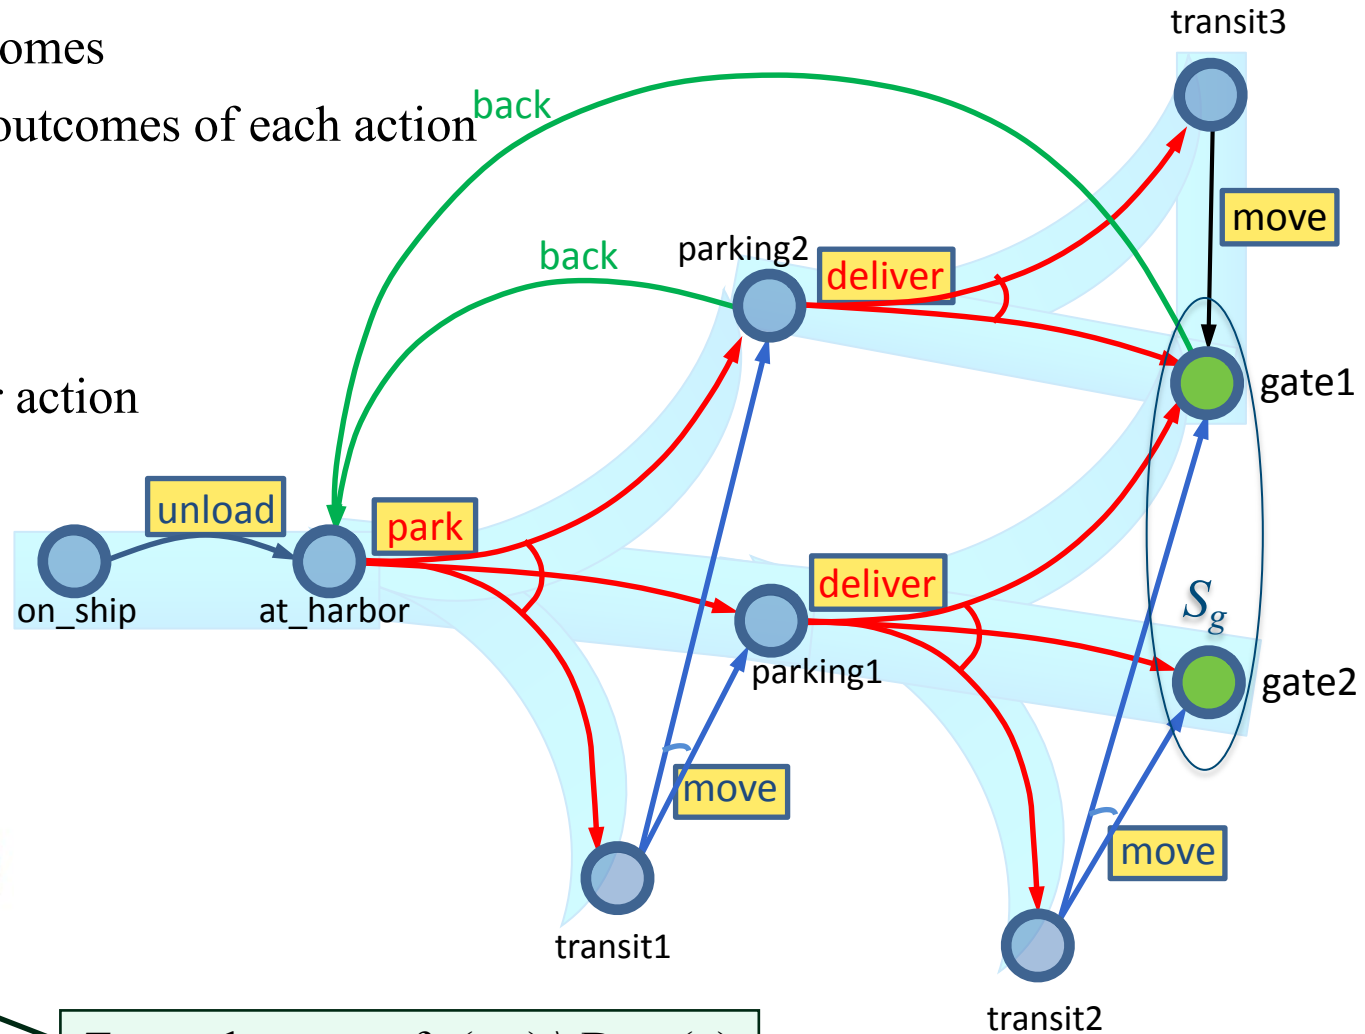 transit3
omes
outcomes of each action
back
move
parking2
back
deliver
gate1
action
unload
park
deliver
on_ship
at_harbor
S_g
parking1
gate2
move
move
transit1
transit2